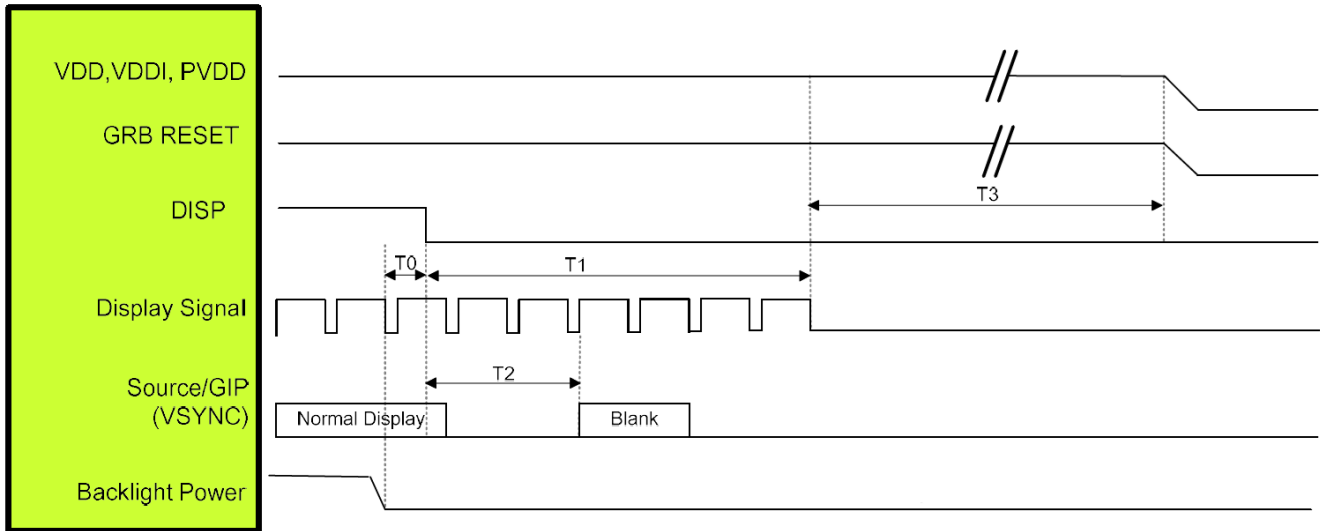 VDD,VDDI, PVDD
GRB RESET
DISP
T3
T0
T1
Display Signal
T2
Source/GIP
(VSYNC)
Normal Display
Blank
Backlight Power